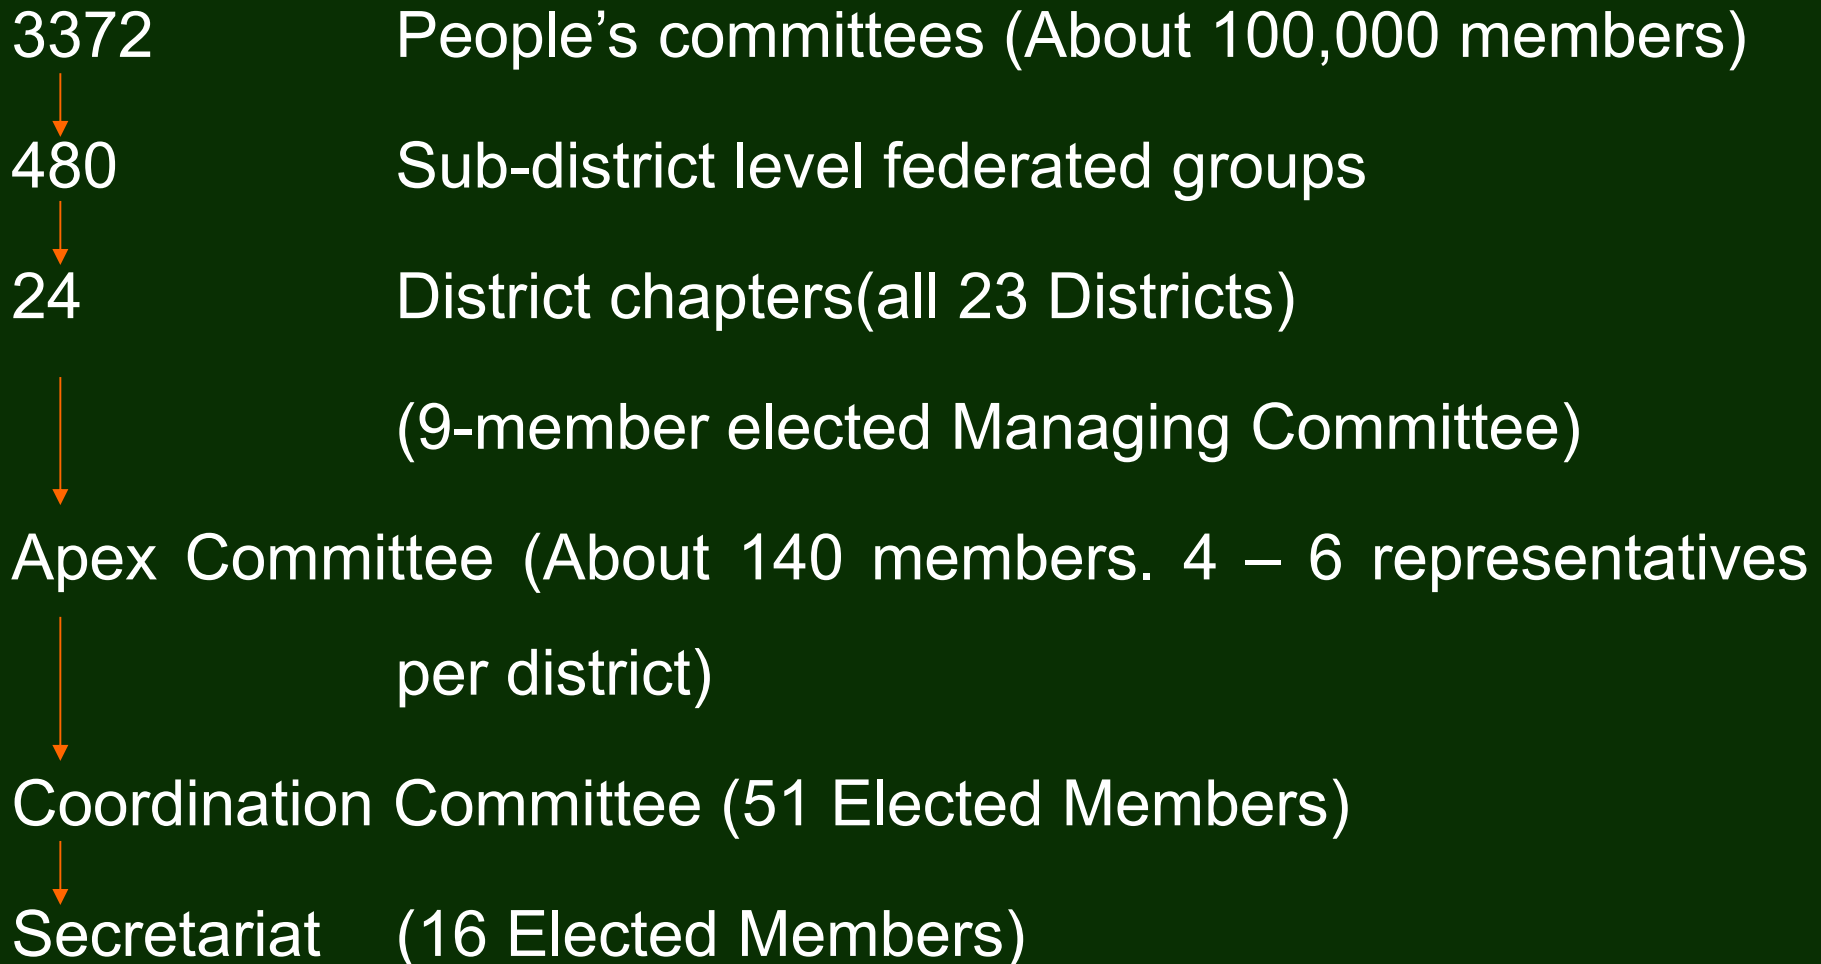 3372 People’s committees (About 100,000 members)
480 Sub-district level federated groups
24 District chapters(all 23 Districts)
(9-member elected Managing Committee)
Apex Committee (About 140 members. 4 – 6 representatives
per district)
Coordination Committee (51 Elected Members)
Secretariat (16 Elected Members)